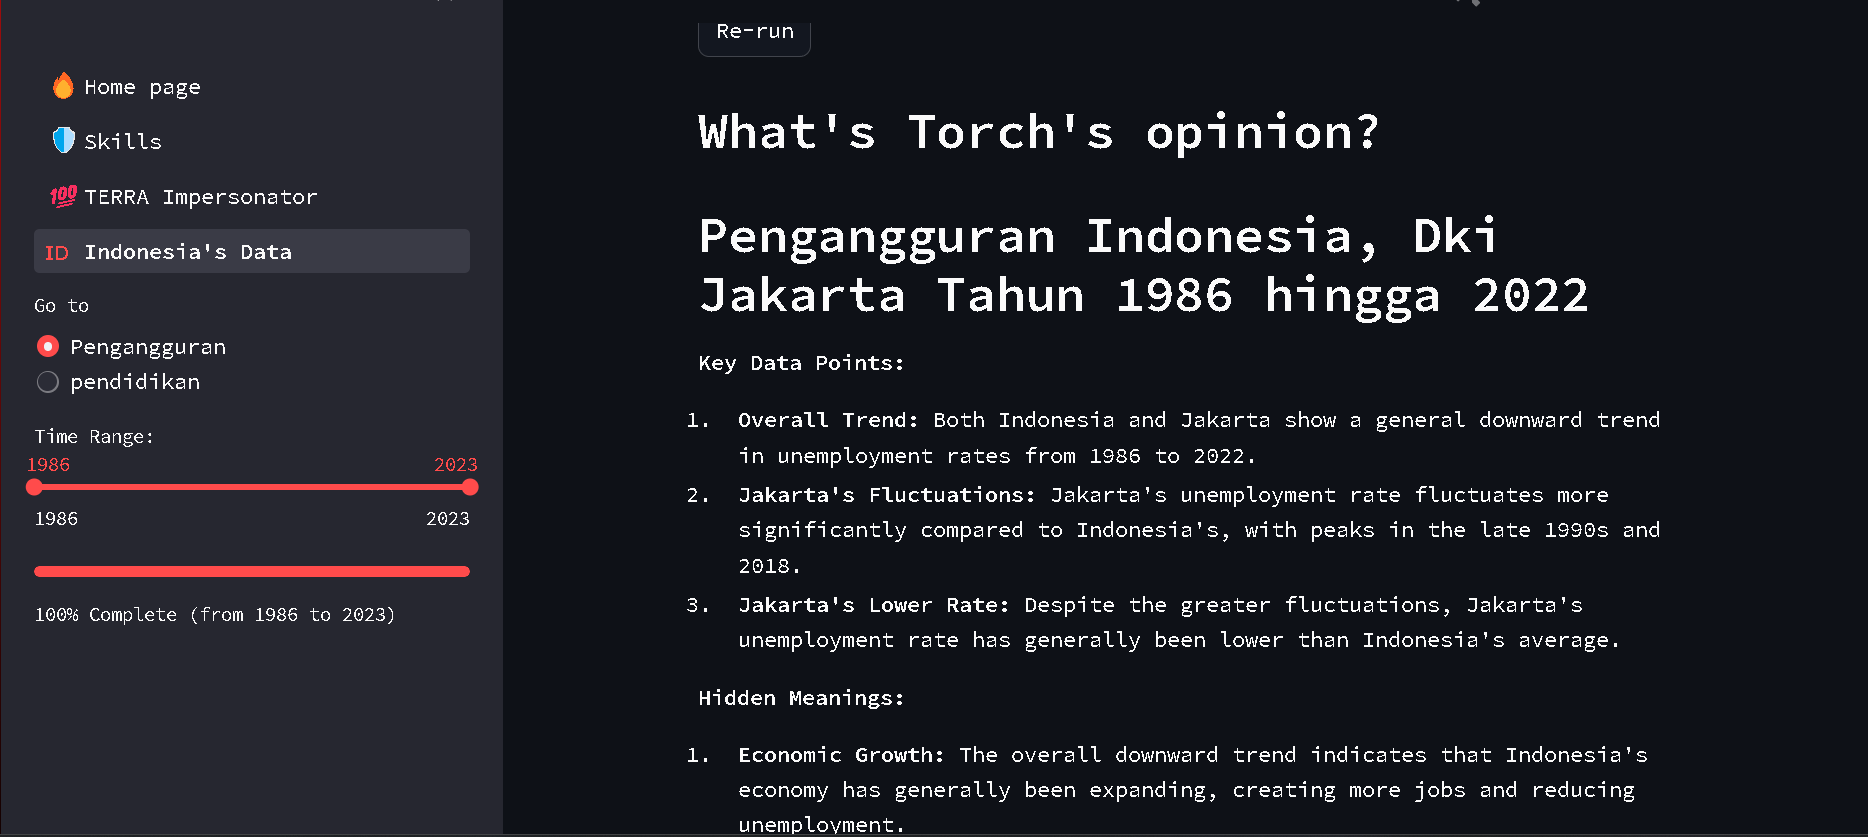 Home page
Skills
TERRA Impersonator
ID Indonesia's Data
Go to
Pengangguran
pendidikan
Time Range:
1986 2023
1986 2023
100% Complete (from 1986 to 2023)
Re-run
What's Torch's opinion?
Pengangguran Indonesia, Dki
Jakarta Tahun 1986 hingga 2022
Key Data Points:
1. Overall Trend: Both Indonesia and Jakarta show a general downward trend
in unemployment rates from 1986 to 2022.
2. Jakarta's Fluctuations: Jakarta's unemployment rate fluctuates more
significantly compared to Indonesia's, with peaks in the late 1990s and
2018.
3. Jakarta's Lower Rate: Despite the greater fluctuations, Jakarta's
unemployment rate has generally been lower than Indonesia's average.
Hidden Meanings:
1. Economic Growth: The overall downward trend indicates that Indonesia's
economy has generally been expanding, creating more jobs and reducing
unemployment.